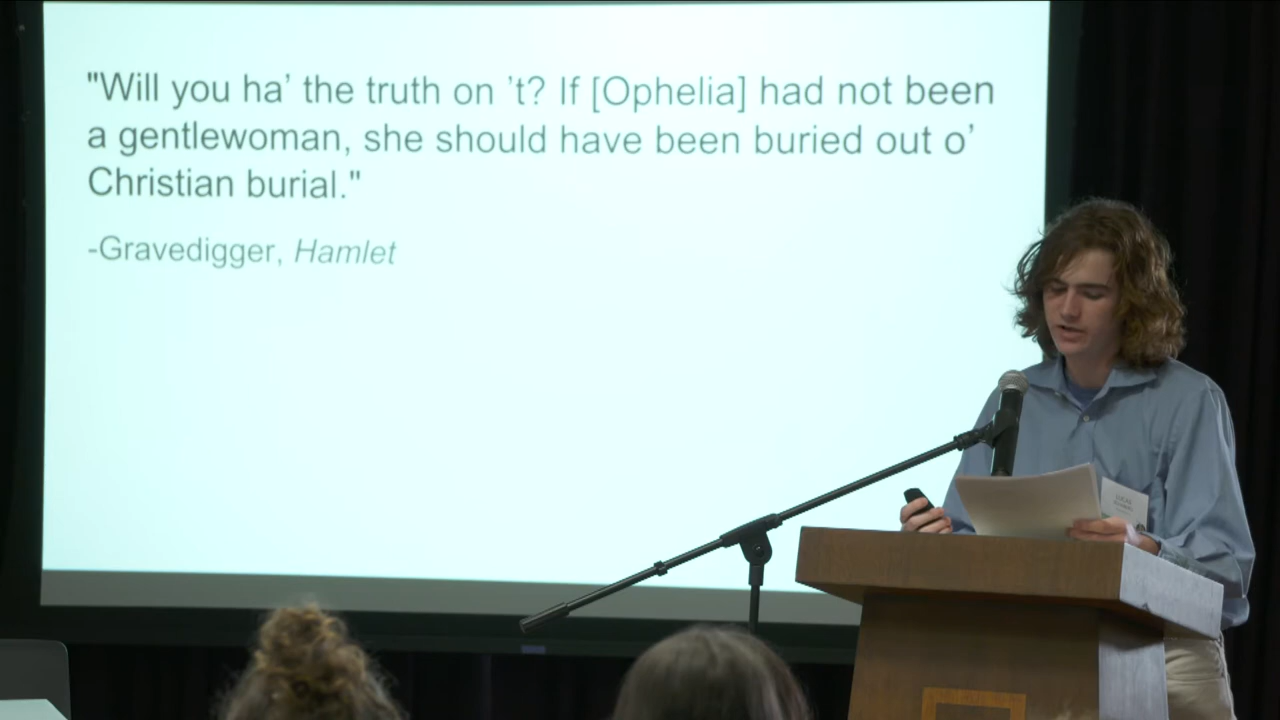 "Will you ha’ the truth on ’t? If [Ophelia] had not been
a gentlewoman, she should have been buried out o’
Christian burial."
-Gravedigger, Hamlet
LUCAS